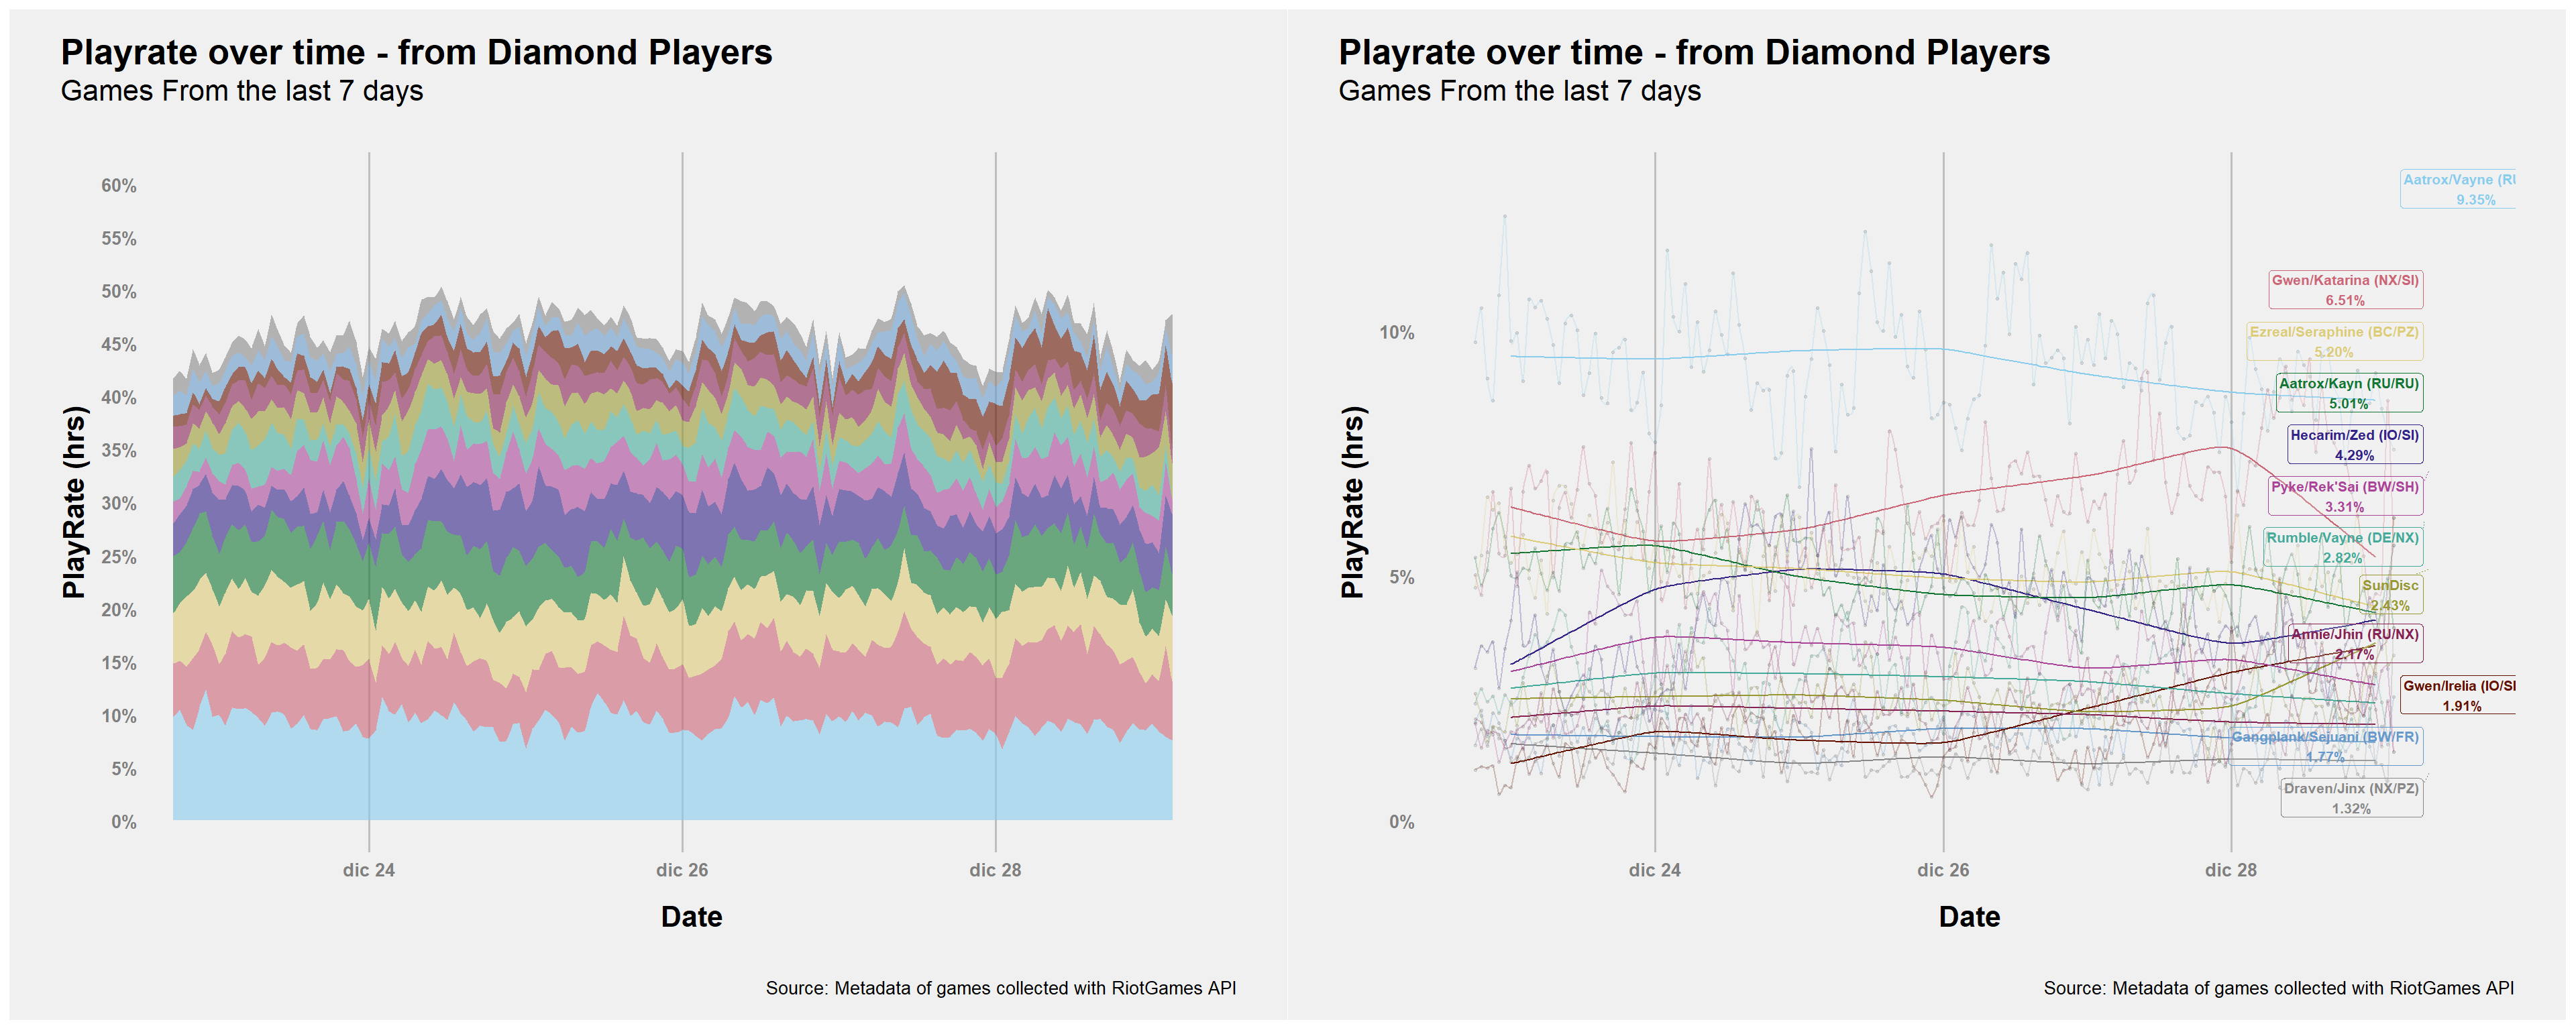 Playrate over time - from Diamond Players
Games From the last 7 days
60%
55%
50%
45%
40%
35%
30%
25%
20%
15%
10%
5%
0%
PlayRate (hrs)
dic 24
dic 26
dic 28
Date
Source: Metadata of games collected with RiotGames API
Playrate over time - from Diamond Players
Games From the last 7 days
10%
5%
0%
PlayRate (hrs)
Aatrox/Vayne (RU
9.35%
Gwen/Katarina (NX/SI)
6.51%
Ezreal/Seraphine (BC/PZ)
5.20%
Aatrox/Kayn (RU/RU)
5.01%
Hecarim/Zed (IO/SI)
4.29%
Pyke/Rek'Sai (BW/SH)
3.31%
Rumble/Vayne (DE/NX)
2.82%
SunDisc
2.43%
Annie/Jhin (RU/NX)
2.17%
Gwen/Irelia (IO/SI
1.91%
Gangplank/Sejuani (BW/FR)
1.77%
Draven/Jinx (NX/PZ)
1.32%
dic 24
dic 26
dic 28
Date
Source: Metadata of games collected with RiotGames API